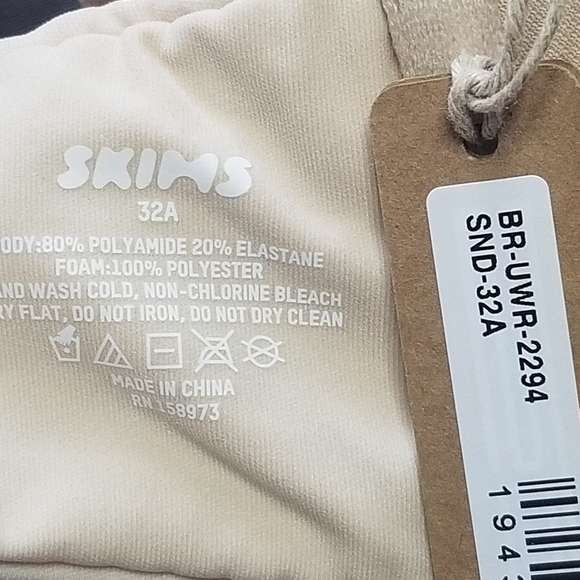 SKIMS
32A
ODY:80% POLYAMIDE 20% ELASTANE
FOAM:100% POLYESTER
ND WASH COLD, NON-CHLORINE BLEACH
RY FLAT, DO NOT IRON, DO NOT DRY CLEAN
MADE IN CHINA
RN 158973
BR-UWR-2294
SND-32A
194